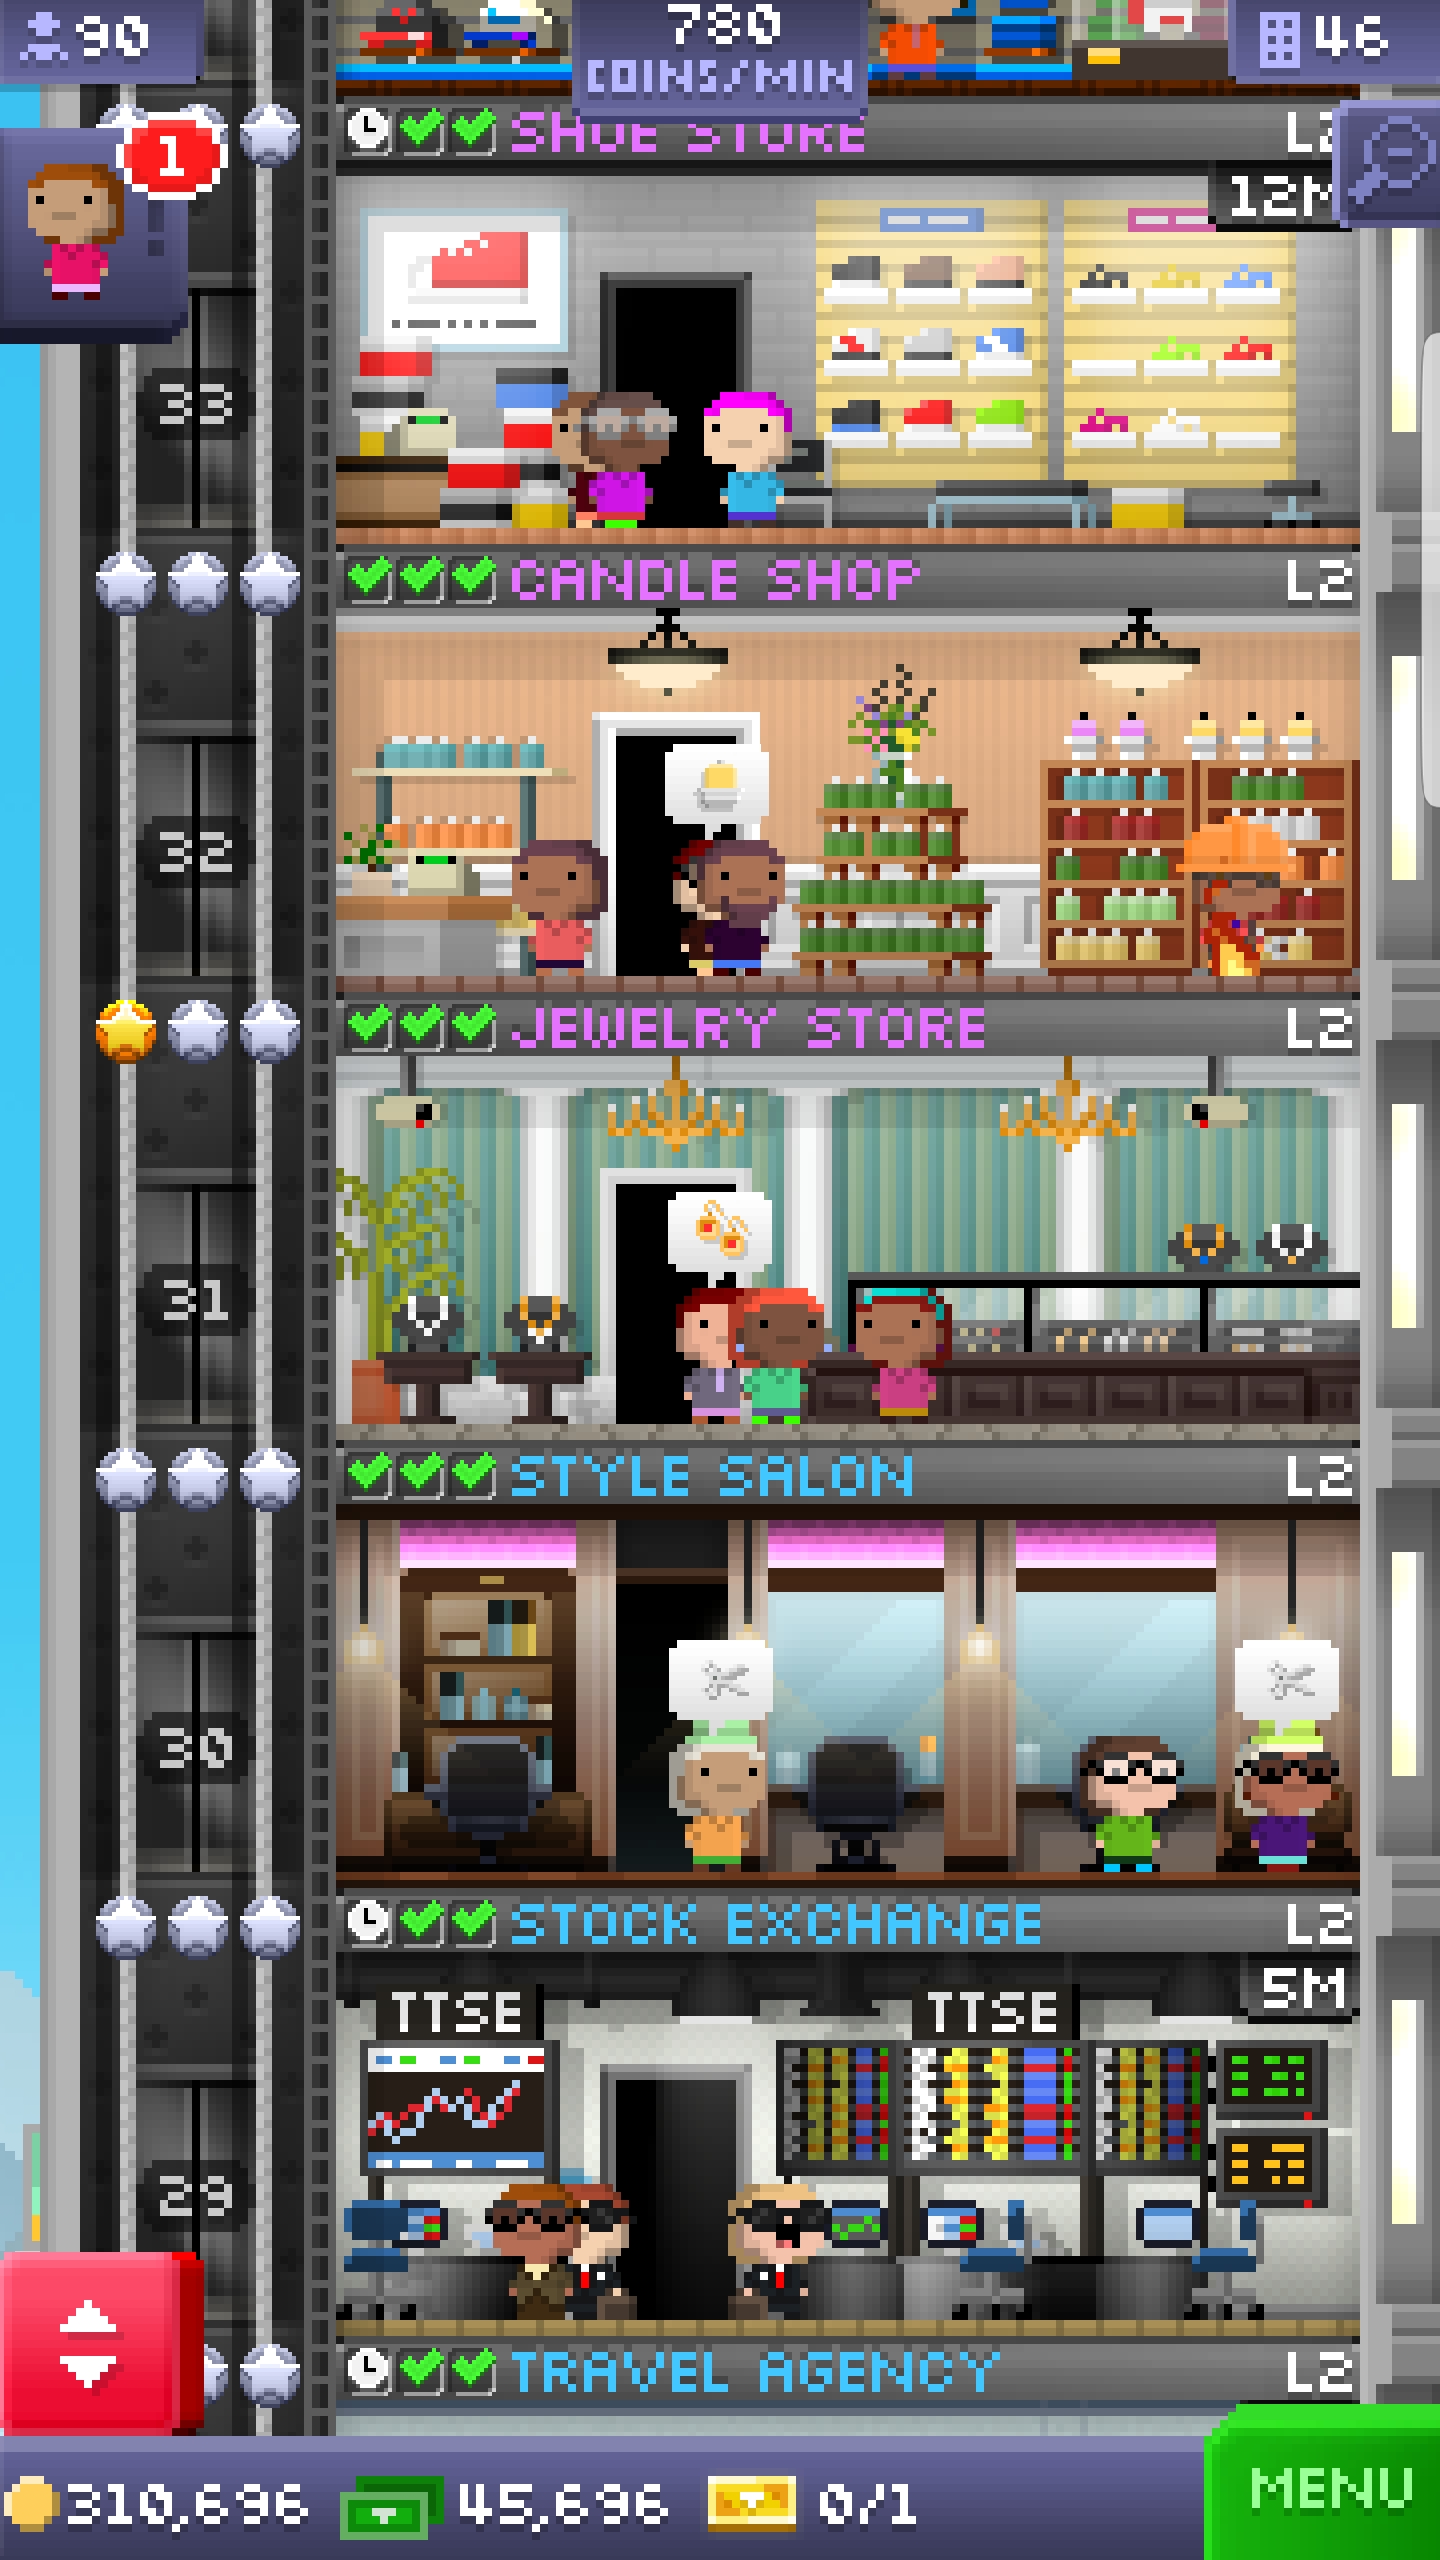 90
780
COINS/MIN
46
1
SHOE STORE
L2
12M
33
CANDLE SHOP
L2
32
JEWELRY STORE
L2
31
STYLE SALON
L2
30
STOCK EXCHANGE
L2
5M
TTSE
TTSE
29
TRAVEL AGENCY
L2
310,696
45,696
0/1
MENU